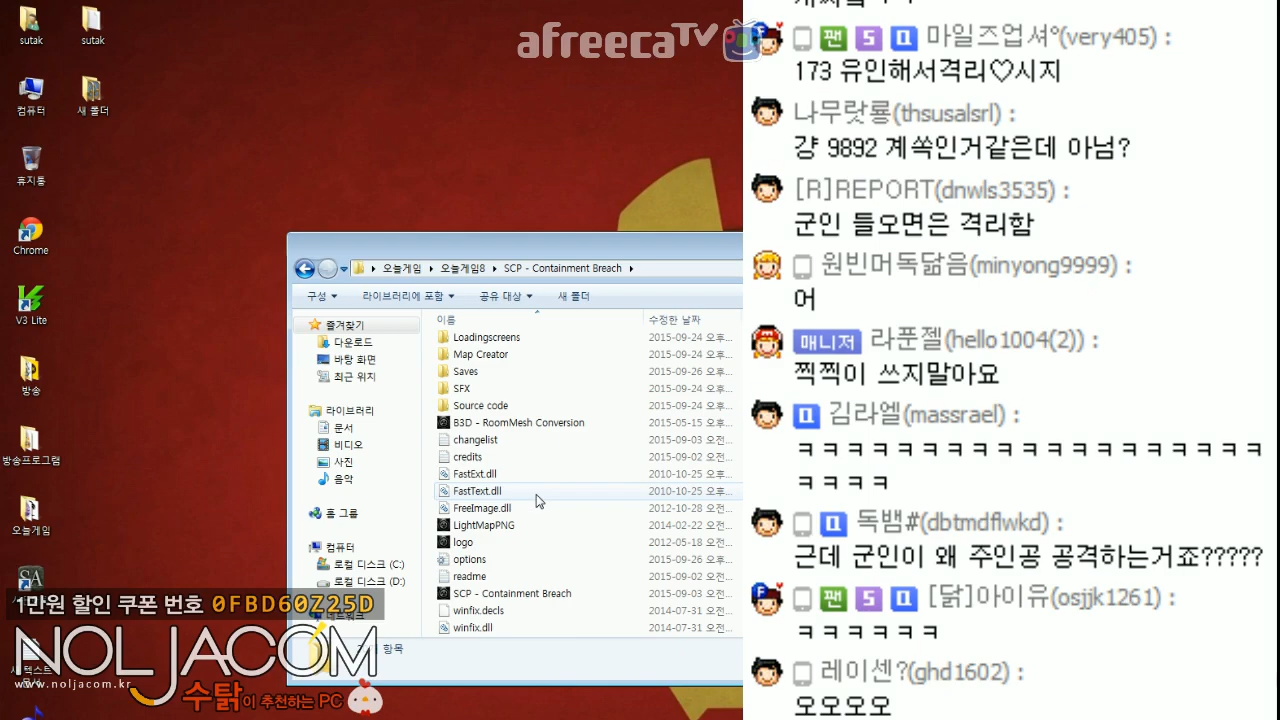 sutak
sutak
컴퓨터
새 폴더
휴지통
Chrome
V3 Lite
방송
방송프로그램
오늘게임
afreecaTV
오늘게임 오늘게임8 SCP - Containment Breach
구성 라이브러리에 포함 공유 대상 새 폴더
즐겨찾기
다운로드
바탕 화면
최근 위치
라이브러리
문서
비디오
사진
음악
홈 그룹
컴퓨터
로컬 디스크 (C:)
로컬 디스크 (D:)
이름 수정한 날짜
Loadingscreens 2015-09-24 오후...
Map Creator 2015-09-24 오후...
Saves 2015-09-26 오후...
SFX 2015-09-24 오후...
Source code 2015-09-24 오후...
B3D - RoomMesh Conversion 2015-05-15 오후...
changelist 2015-09-03 오전...
credits 2015-09-02 오전...
FastExt.dll 2010-10-25 오후...
FastText.dll 2010-10-25 오후...
FreeImage.dll 2012-10-28 오전...
LightMapPNG 2014-02-22 오전...
logo 2012-05-18 오전...
options 2015-09-26 오후...
readme 2015-09-02 오전...
SCP - Containment Breach 2015-09-03 오전...
winfix.decls 2014-07-31 오전...
winfix.dll 2014-07-31 오전...
항목
1만원 할인 쿠폰 번호 0FBD60Z25D
NOLJACOM
www.noljacom.kr
수탉이 추천하는 PC
팬 S 마일즈업셔°(very405) :
173 유인해서격리♡시지
나무랏룡(thsusalsrl) :
걍 9892 계쏙인거같은데 아님?
[R]REPORT(dnwls3535) :
군인 들오면은 격리함
원빈머독닮음(minyong9999) :
어
매니저 라푼젤(hello1004(2)) :
찍찍이 쓰지말아요
김라엘(massrael) :
ㅋㅋㅋㅋㅋㅋㅋㅋㅋㅋㅋㅋㅋㅋㅋㅋㅋ
ㅋㅋㅋㅋ
독뱀#(dbtmdflwkd) :
근데 군인이 왜 주인공 공격하는거죠?????
팬 S [닭]아이유(osjjk1261) :
ㅋㅋㅋㅋㅋㅋ
레이센?(ghd1602) :
오오오오